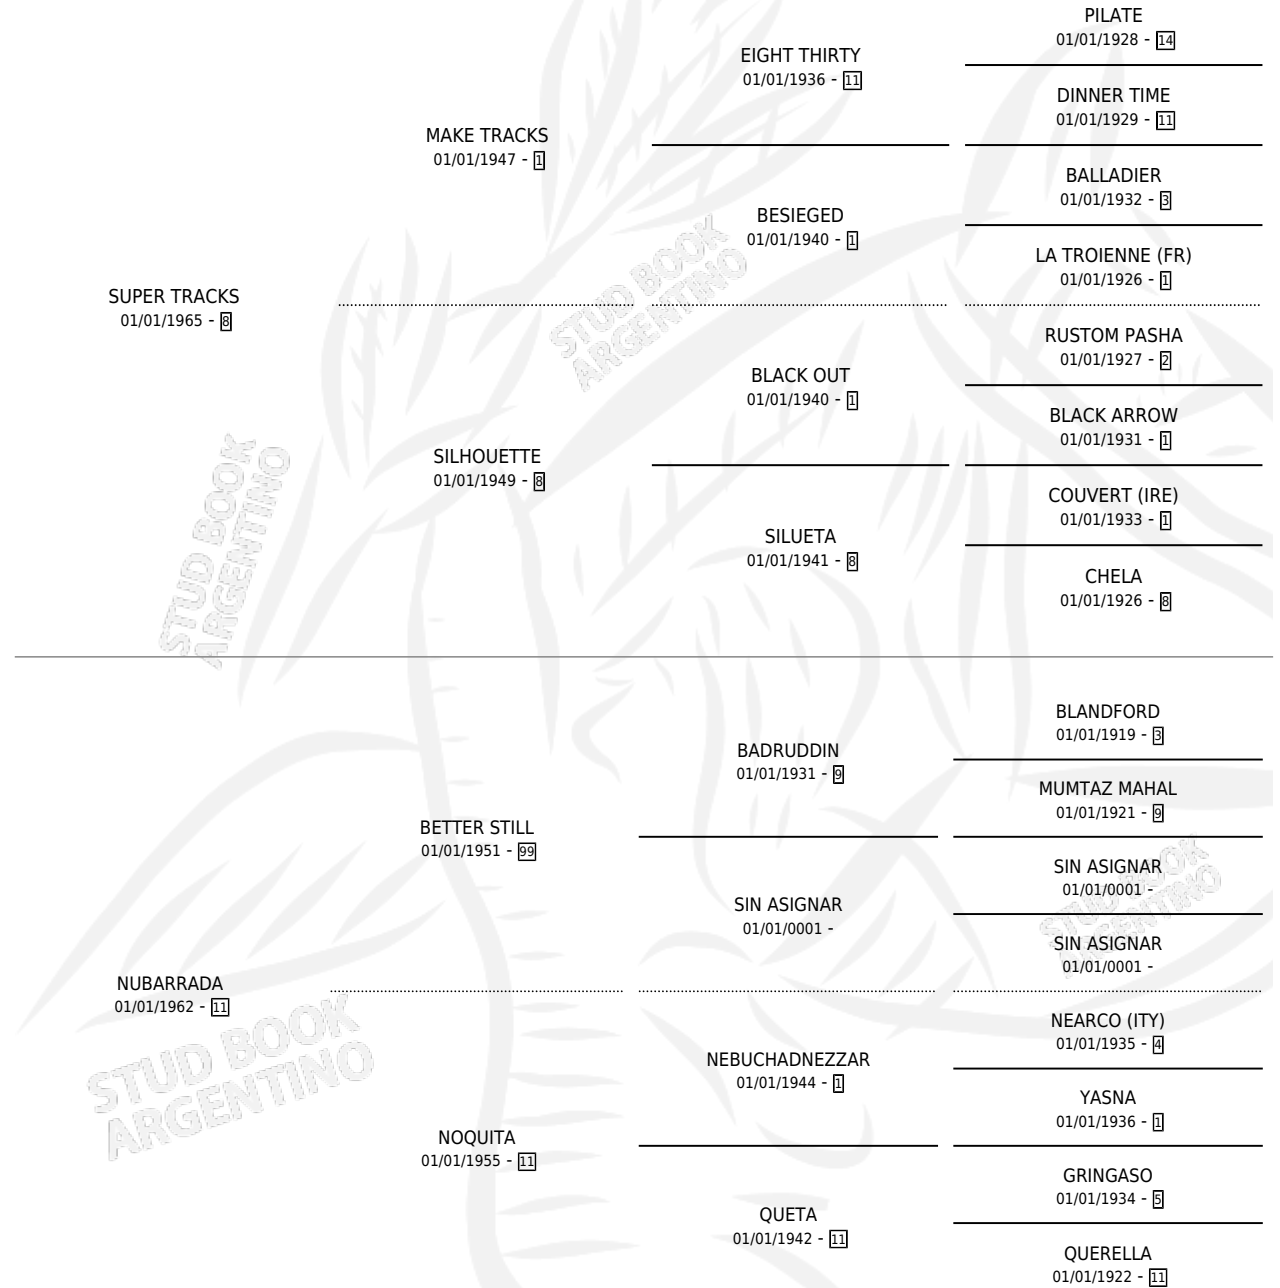 PILATE
01/01/1928 - 14
EIGHT THIRTY
01/01/1936 - 11
DINNER TIME
01/01/1929 - 11
MAKE TRACKS
01/01/1947 - 1
BALLADIER
01/01/1932 - 3
BESIEGED
01/01/1940 - 1
LA TROIENNE (FR)
01/01/1926 - 1
SUPER TRACKS
01/01/1965 - 8
STUD BOOK
ARGENTINO
RUSTOM PASHA
01/01/1927 - 2
BLACK OUT
01/01/1940 - 1
BLACK ARROW
01/01/1931 - 1
SILHOUETTE
01/01/1949 - 8
COUVERT (IRE)
01/01/1933 - 1
SILUETA
01/01/1941 - 8
CHELA
01/01/1926 - 8
STUD BOOK
ARGENTINO
BLANDFORD
01/01/1919 - 3
BADRUDDIN
01/01/1931 - 9
MUMTAZ MAHAL
01/01/1921 - 9
BETTER STILL
01/01/1951 - 99
SIN ASIGNAR
01/01/0001 -
SIN ASIGNAR
01/01/0001 -
SIN ASIGNAR
01/01/0001 -
STUD BOOK
ARGENTINO
NUBARRADA
01/01/1962 - 11
NEARCO (ITY)
01/01/1935 - 4
NEBUCHADNEZZAR
01/01/1944 - 1
YASNA
01/01/1936 - 1
STUD BOOK
ARGENTINO
NOQUITA
01/01/1955 - 11
GRINGASO
01/01/1934 - 5
QUETA
01/01/1942 - 11
QUERELLA
01/01/1922 - 11